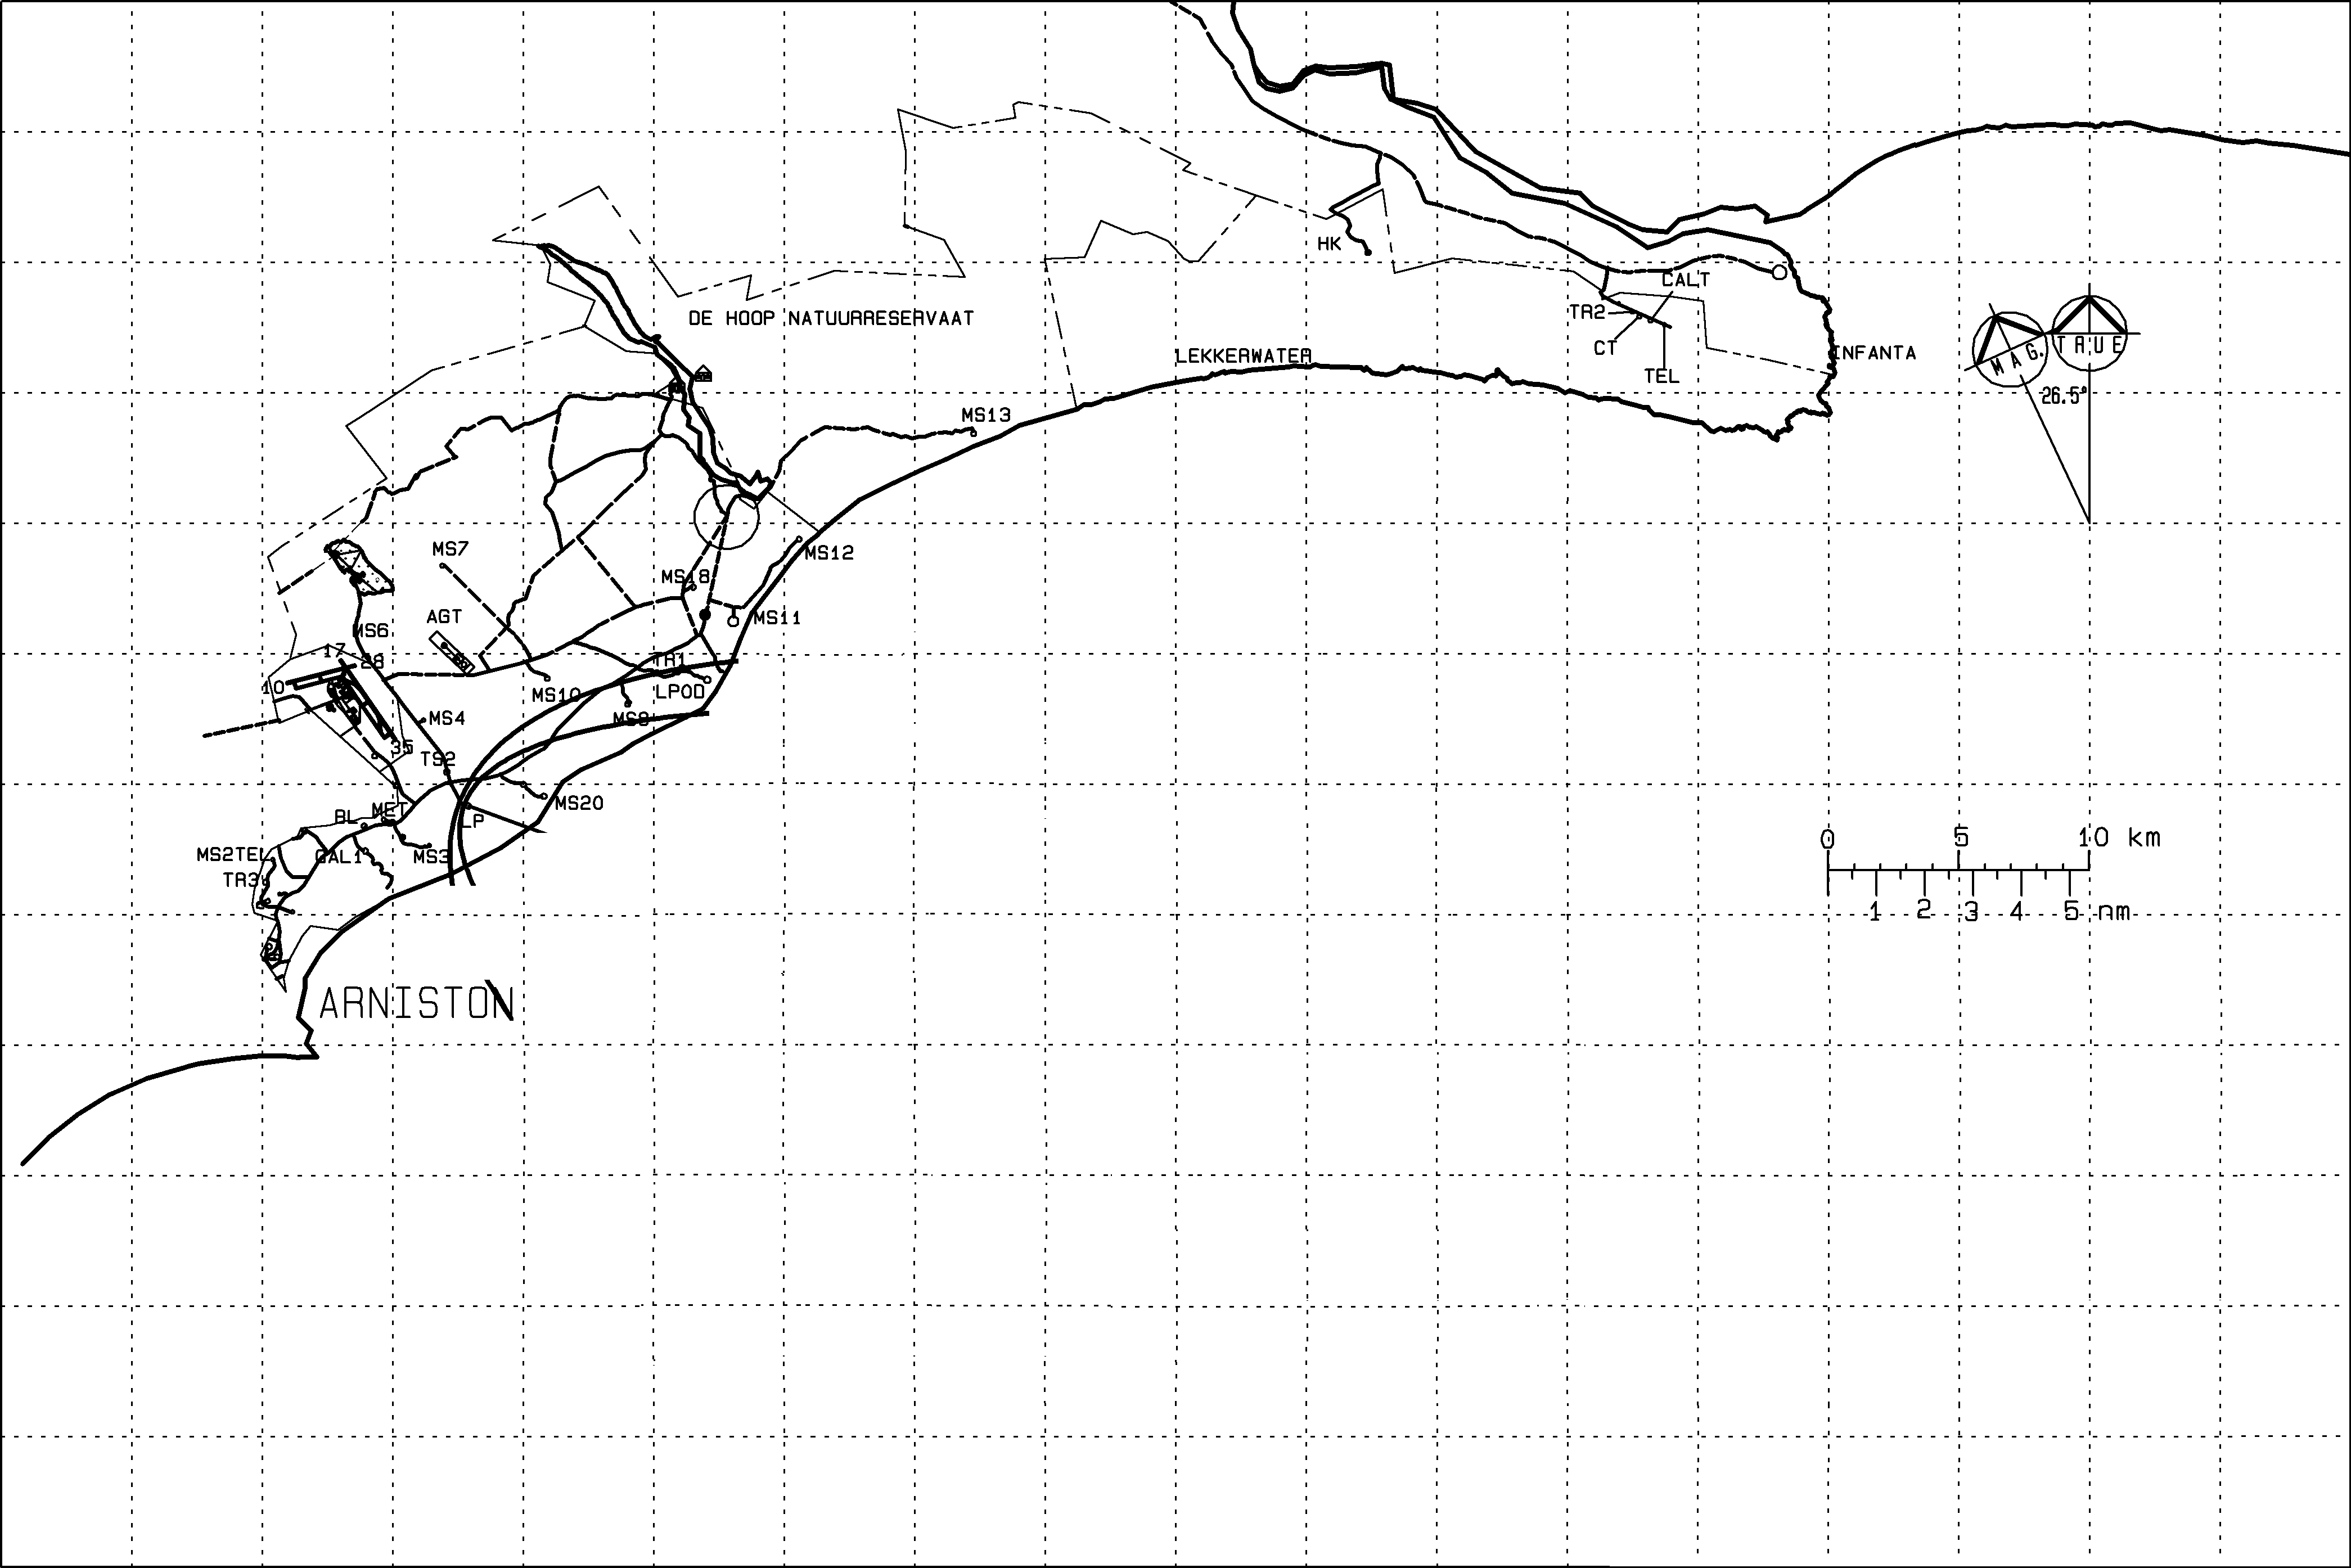 HK
CALT
DE HOOP NATUURRESERVAAT
TR2
CT
TEL
LEKKERWATER
INFANTA
MAG.
TRUE
26.5°
MS13
MS7
MS12
MS18
AGT
MS11
MS6
17
28
TR1
10
MS10
LPOD
MS9
MS4
35
TS2
MS20
BL
MET
LP
MS2TEL
CAL1
MS3
TR3
0 5 10 km
1 2 3 4 5 nm
ARNISTON